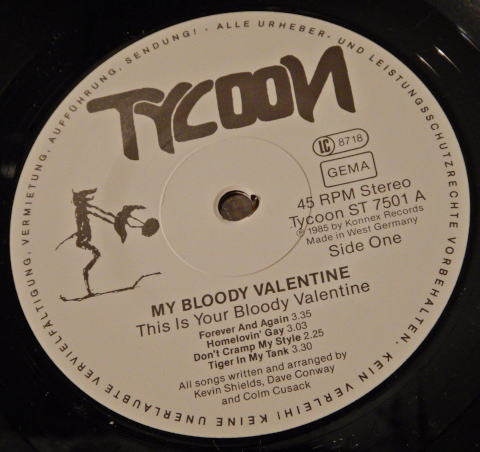 ALLE URHEBER- UND LEISTUNGSSCHUTZRECHTE VORBEHALTEN. KEIN VERLEIH! KEINE UNERLAUBTE VERVIELFÄLTIGUNG, VERMIETUNG, AUFFÜHRUNG, SENDUNG! ·
TYCOON
LC 8718
GEMA
45 RPM Stereo
Tycoon ST 7501 A
℗ 1985 by Konnex Records
Made in West Germany
Side One
MY BLOODY VALENTINE
This Is Your Bloody Valentine
Forever And Again 3.35
Homelovin' Gay 3.03
Don't Cramp My Style 2.25
Tiger In My Tank 3.30
All songs written and arranged by
Kevin Shields, Dave Conway
and Colm Cusack